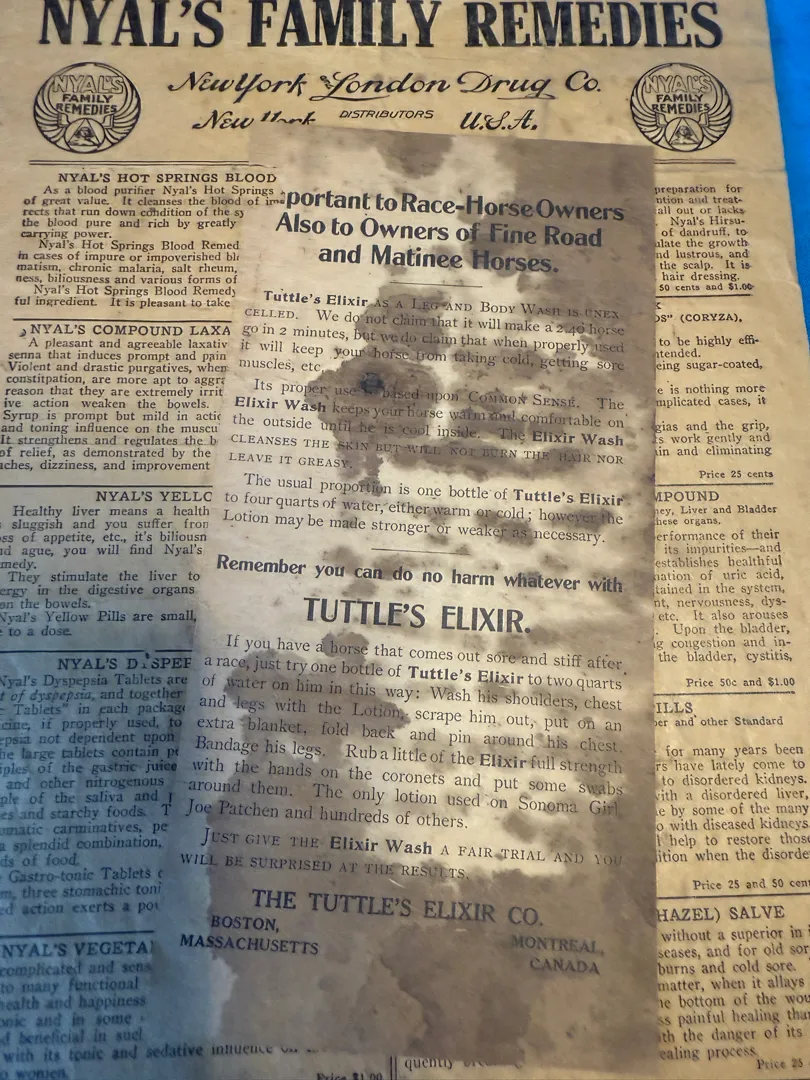 NYAL'S FAMILY REMEDIES
NYAL'S
FAMILY
REMEDIES
New York & London Drug Co.
NYAL'S
FAMILY
REMEDIES
New York DISTRIBUTORS U.S.A.
NYAL'S HOT SPRINGS BLOOD
As a blood purifier Nyal's Hot Springs
of great value. It cleanses the blood of im
rects that run down condition of the sy
the blood pure and rich by greatly
carrying power.
Nyal's Hot Springs Blood Remed
in cases of impure or impoverished bl
matism, chronic malaria, salt rheum,
ness, biliousness and various forms of
Nyal's Hot Springs Blood Remedy
ful ingredient. It is pleasant to take
NYAL'S COMPOUND LAXA
A pleasant and agreeable laxativ
senna that induces prompt and pain
Violent and drastic purgatives, when
constitpation, are more apt to aggra
reason that they are extremely irrit
ive action weaken the bowels.
Syrup is prompt but mild in actio
and toning influence on the muscu
It strengthens and regulates the b
of relief, as demonstrated by the
aches, dizziness, and improvement
NYAL'S YELLO
Healthy liver means a health
sluggish and you suffer from
ss of appetite, etc., it's biliousn
nd ague, you will find Nyal's
medy.
They stimulate the liver to
ergy in the digestive organs
on the bowels.
Nyal's Yellow Pills are small,
e to a dose.
NYAL'S DYSPEP
Nyal's Dyspepsia Tablets are
t of dyspepsia, and together
Tablets" in each package
cine, if properly used, to
epsia not dependent upon
he large tablets contain pe
iples of the gastric juice
and other nitrogenous
ple of the saliva and
es and starchy foods. T
omatic carminatives, pe
a splendid combination,
ds of food.
Gastro-tonic Tablets
m, three stomachic toni
d action exerts a pow
NYAL'S VEGETA
complicated and sens
to many functional
health and happiness
onic and in some
d beneficial in suc
with its tonic and sedative influence
o women.
Price $1.00
portant to Race-Horse Owners
Also to Owners of Fine Road
and Matinee Horses.
Tuttle's Elixir AS A LEG AND BODY WASH IS UNEX-
CELLED. We do not claim that it will make a 2.40 horse
go in 2 minutes, but we do claim that when properly used
it will keep your horse from taking cold, getting sore
muscles, etc.
Its proper use is based upon COMMON SENSE. The
Elixir Wash keeps your horse warm and comfortable on
the outside until he is cool inside. The Elixir Wash
CLEANSES THE SKIN BUT WILL NOT BURN THE HAIR NOR
LEAVE IT GREASY.
The usual proportion is one bottle of Tuttle's Elixir
to four quarts of water, either warm or cold; however the
Lotion may be made stronger or weaker as necessary.
Remember you can do no harm whatever with
TUTTLE'S ELIXIR.
If you have a horse that comes out sore and stiff after
a race, just try one bottle of Tuttle's Elixir to two quarts
of water on him in this way: Wash his shoulders, chest
and legs with the Lotion, scrape him out, put on an
extra blanket, fold back and pin around his chest.
Bandage his legs. Rub a little of the Elixir full strength
with the hands on the coronets and put some swabs
around them. The only lotion used on Sonoma Girl,
Joe Patchen and hundreds of others.
JUST GIVE THE Elixir Wash A FAIR TRIAL AND YOU
WILL BE SURPRISED AT THE RESULTS.
THE TUTTLE'S ELIXIR CO.
BOSTON,
MASSACHUSETTS
MONTREAL,
CANADA
quently
preparation for
ntion and treat-
all out or lacks
Nyal's Hirsu-
of dandruff, to
ulate the growth
nd lustrous, and
the scalp. It is
hair dressing.
50 cents and $1.00
DS" (CORYZA),
to be highly effi-
ntended.
eing sugar-coated,
e is nothing more
mplicated cases, it
gias and the grip,
s work gently and
in and eliminating
Price 25 cents
MPOUND
ney, Liver and Bladder
hese organs.
erformance of their
its impurities—and
establishes healthful
nation of uric acid,
tained in the system,
nt, nervousness, dys-
etc. It also arouses
Upon the bladder,
g congestion and in-
the bladder, cystitis,
Price 50c and $1.00
ILLS
per and other Standard
for many years been
rs have lately come to
to disordered kidneys.
with a disordered liver,
e by some of the many
o with diseased kidneys
help to restore those
ition when the disorde
Price 25 and 50 cen
HAZEL) SALVE
without a superior in
seases, and for old sor
burns and cold sore.
matter, when it allays
he bottom of the wou
ss painful healing than
ith the danger of its
ealing process.
Price 25